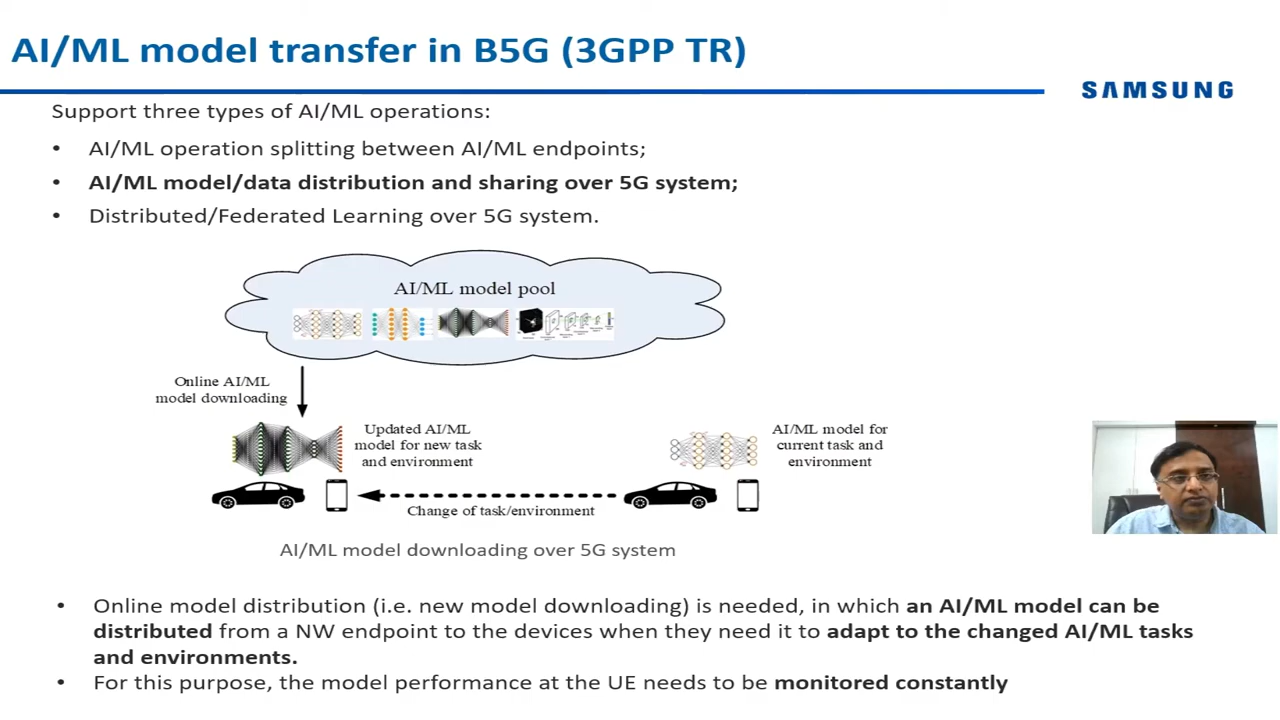 AI/ML model transfer in B5G (3GPP TR)
SAMSUNG
Support three types of AI/ML operations:
• AI/ML operation splitting between AI/ML endpoints;
• AI/ML model/data distribution and sharing over 5G system;
• Distributed/Federated Learning over 5G system.
AI/ML model pool
Online AI/ML
model downloading
Updated AI/ML
model for new task
and environment
AI/ML model for
current task and
environment
Change of task/environment
AI/ML model downloading over 5G system
• Online model distribution (i.e. new model downloading) is needed, in which an AI/ML model can be
distributed from a NW endpoint to the devices when they need it to adapt to the changed AI/ML tasks
and environments.
• For this purpose, the model performance at the UE needs to be monitored constantly